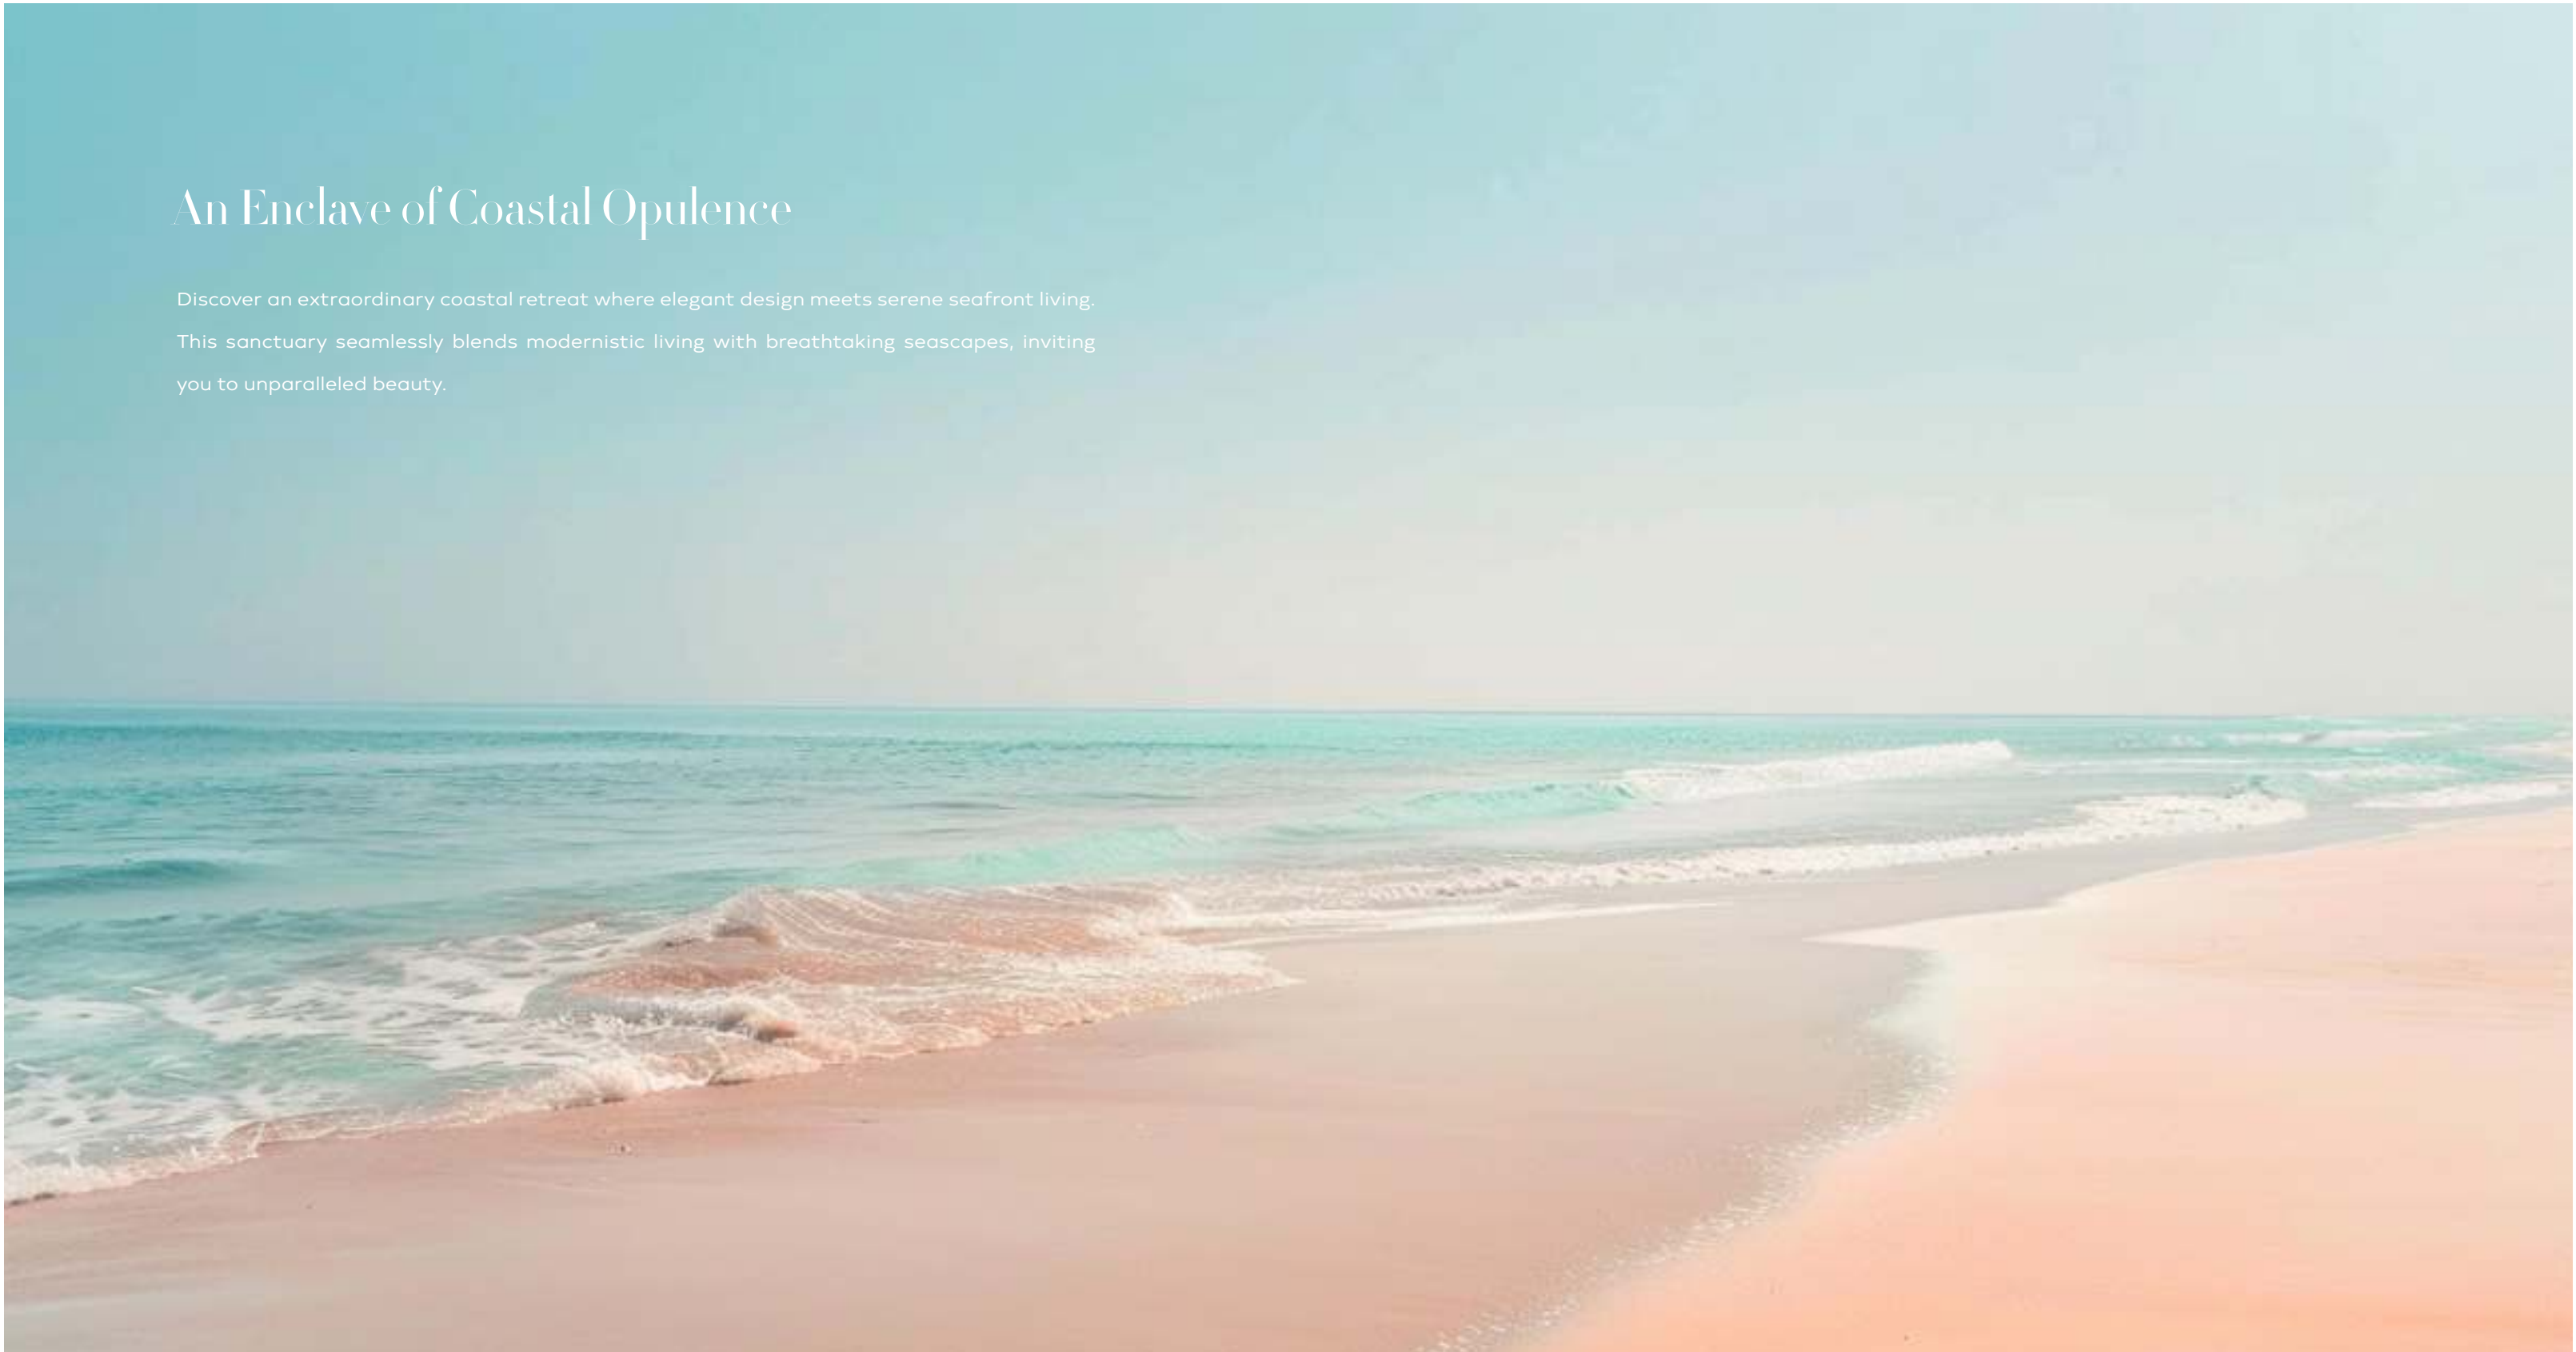 An Enclave of Coastal Opulence
Discover an extraordinary coastal retreat where elegant design meets serene seafront living.
This sanctuary seamlessly blends modernistic living with breathtaking seascapes, inviting
you to unparalleled beauty.